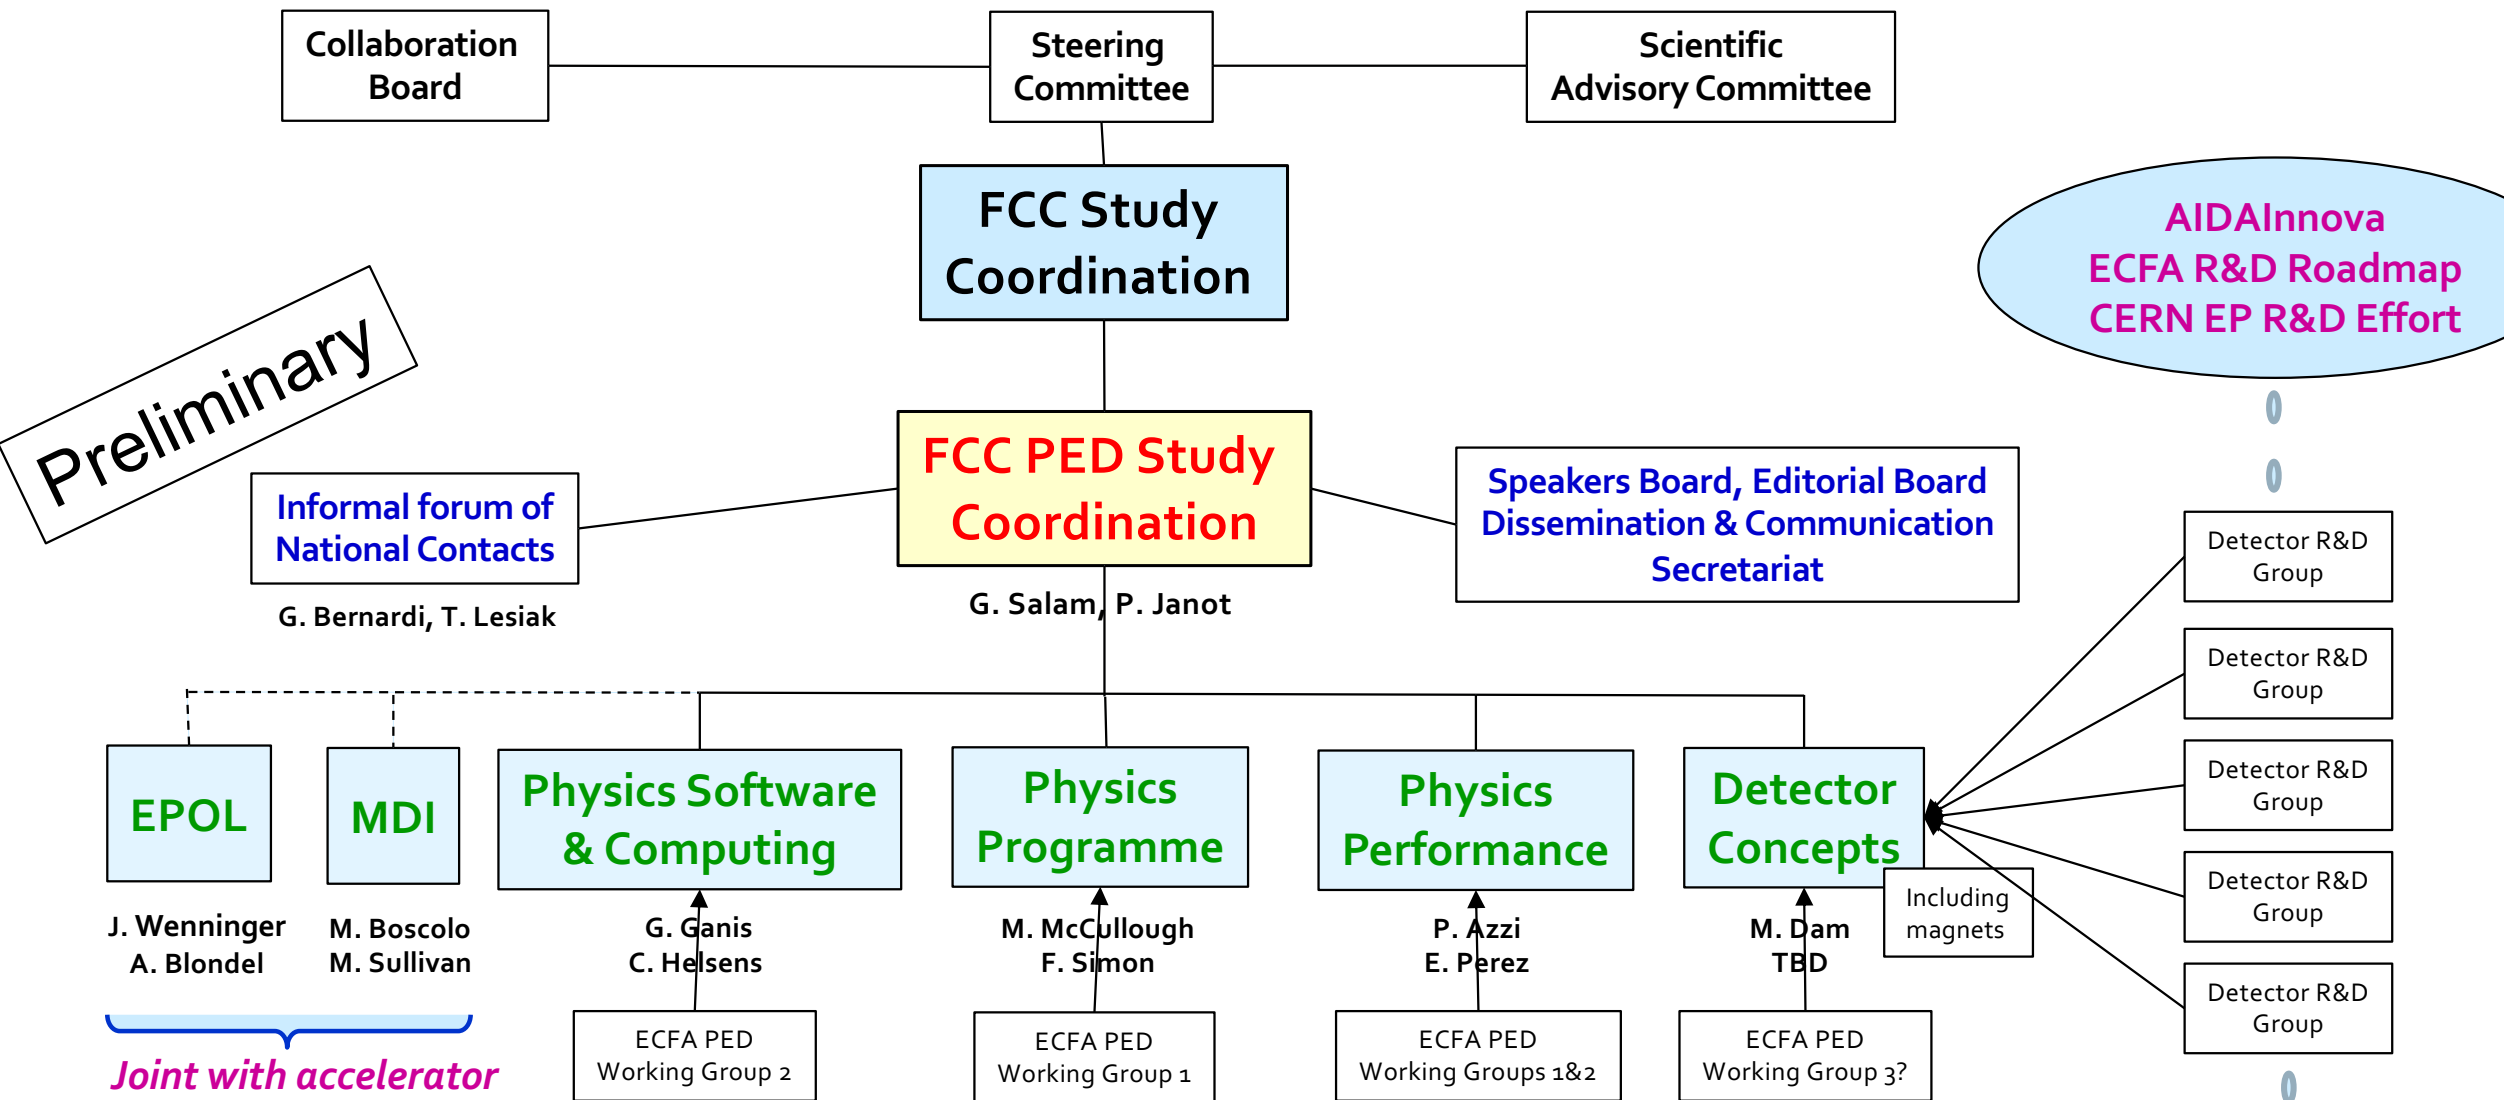 Collaboration
Board
Steering
Committee
Scientific
Advisory Committee
FCC Study
Coordination
AIDAInnova
ECFA R&D Roadmap
CERN EP R&D Effort
Preliminary
FCC PED Study
Coordination
G. Salam, P. Janot
Informal forum of
National Contacts
G. Bernardi, T. Lesiak
Speakers Board, Editorial Board
Dissemination & Communication
Secretariat
Detector R&D
Group
Detector R&D
Group
Detector R&D
Group
Detector R&D
Group
Detector R&D
Group
EPOL
J. Wenninger
A. Blondel
MDI
M. Boscolo
M. Sullivan
Joint with accelerator
Physics Software
& Computing
G. Ganis
C. Helsens
ECFA PED
Working Group 2
Physics
Programme
M. McCullough
F. Simon
ECFA PED
Working Group 1
Physics
Performance
P. Azzi
E. Perez
ECFA PED
Working Groups 1&2
Detector
Concepts
Including
magnets
M. Dam
TBD
ECFA PED
Working Group 3?